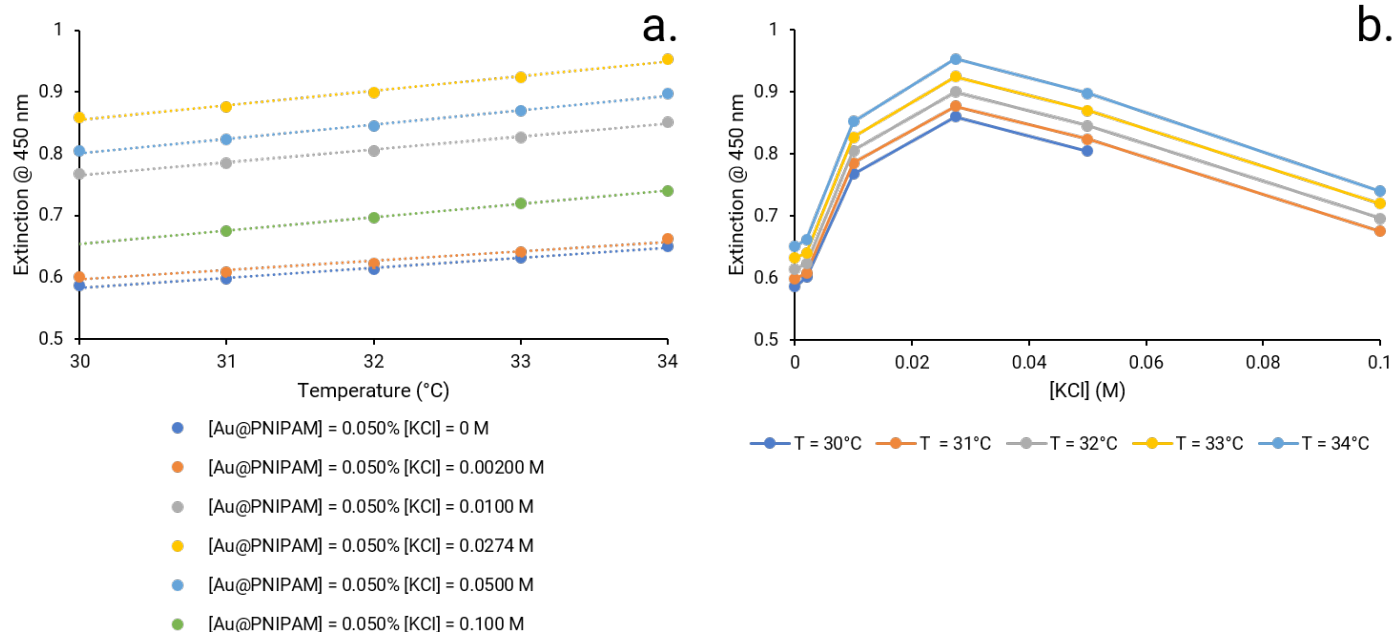 a.
Extinction @ 450 nm
1
0.9
0.8
0.7
0.6
0.5
30 31 32 33 34
Temperature (°C)
[Au@PNIPAM] = 0.050% [KCl] = 0 M
[Au@PNIPAM] = 0.050% [KCl] = 0.00200 M
[Au@PNIPAM] = 0.050% [KCl] = 0.0100 M
[Au@PNIPAM] = 0.050% [KCl] = 0.0274 M
[Au@PNIPAM] = 0.050% [KCl] = 0.0500 M
[Au@PNIPAM] = 0.050% [KCl] = 0.100 M
b.
Extinction @ 450 nm
1
0.9
0.8
0.7
0.6
0.5
0 0.02 0.04 0.06 0.08 0.1
[KCl] (M)
T = 30°C T = 31°C T = 32°C T = 33°C T = 34°C